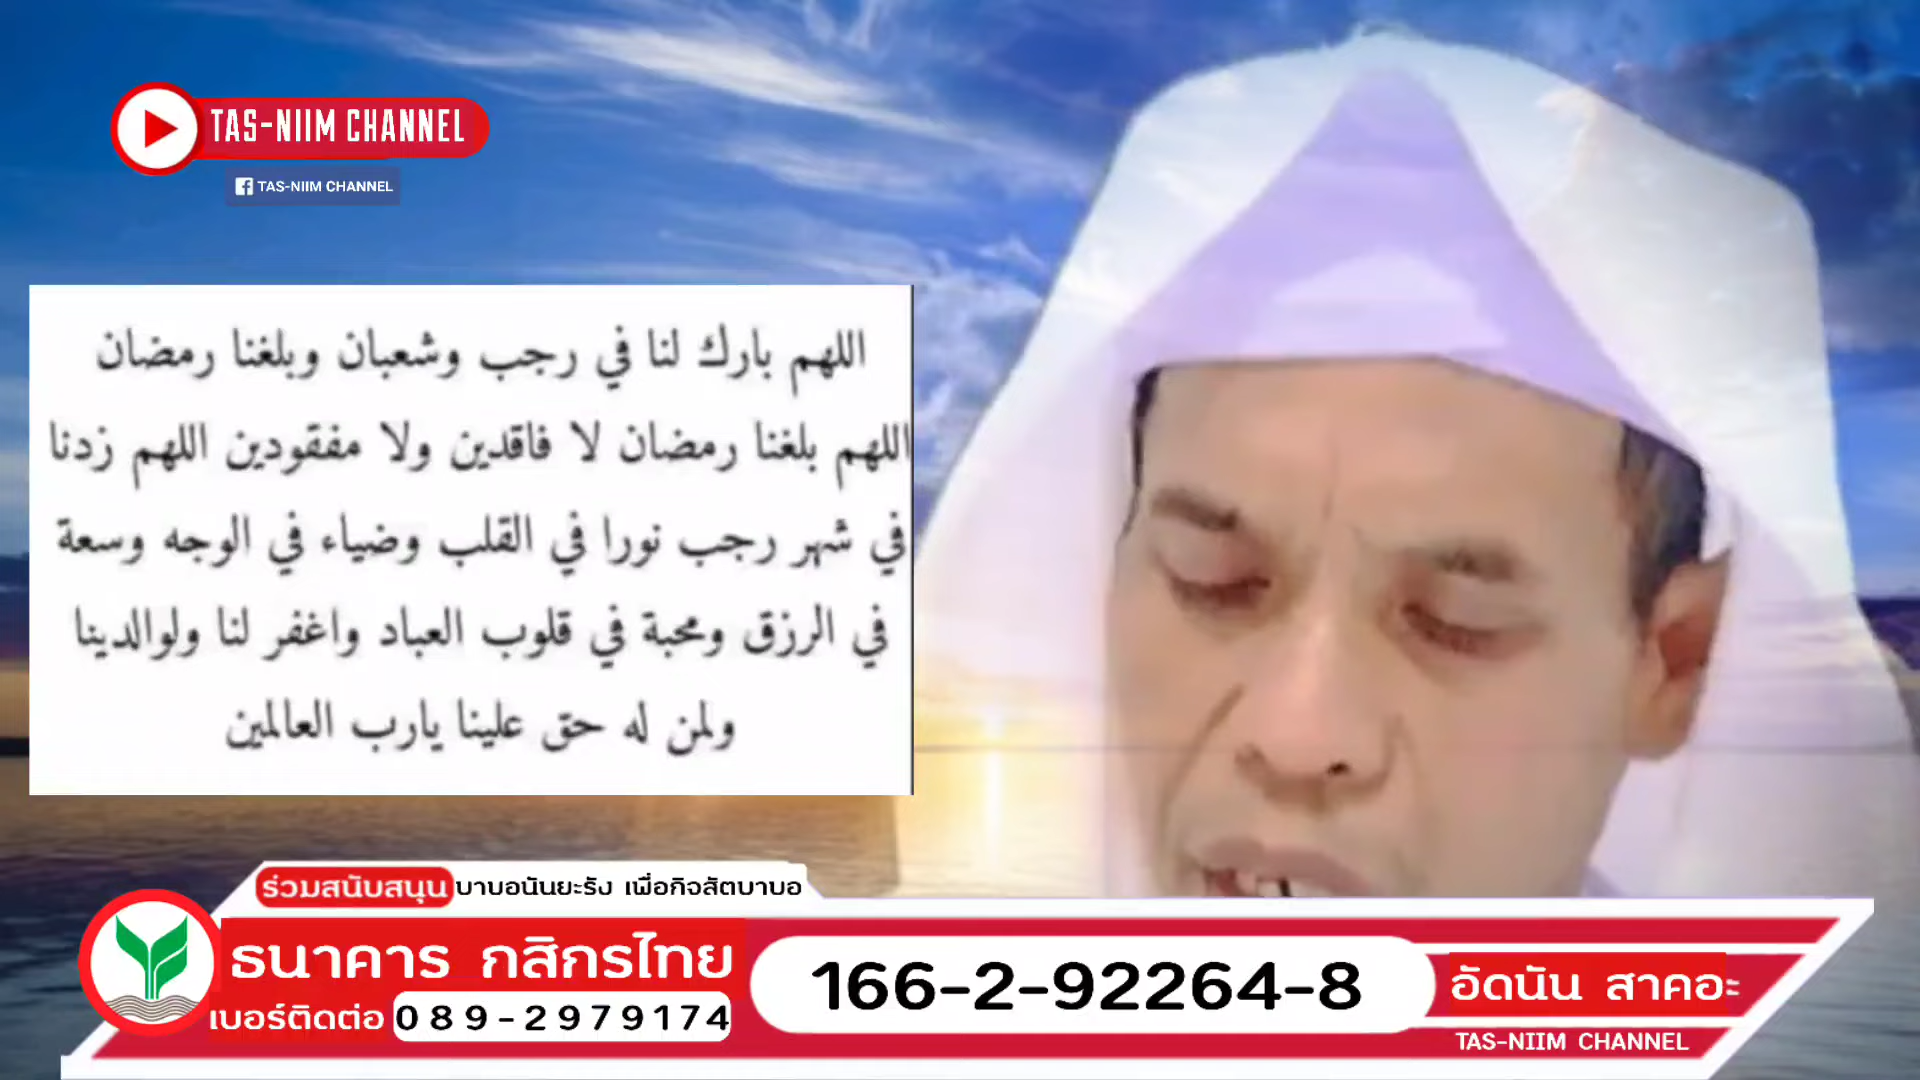 TAS-NIIM CHANNEL
TAS-NIIM CHANNEL
اللهم بارك لنا في رجب وشعبان وبلغنا رمضان
اللهم بلغنا رمضان لا فاقدين ولا مفقودين اللهم زدنا
في شهر رجب نورا في القلب وضياء في الوجه وسعة
في الرزق ومحبة في قلوب العباد واغفر لنا ولوالدينا
ولمن له حق علينا يارب العالمين
ร่วมสนับสนุน บาบอนันยะรัง เพื่อกิจสัตบาบอ
ธนาคาร กสิกรไทย
เบอร์ติดต่อ 089-2979174
166-2-92264-8
อัดนัน สาคอะ
TAS-NIIM CHANNEL